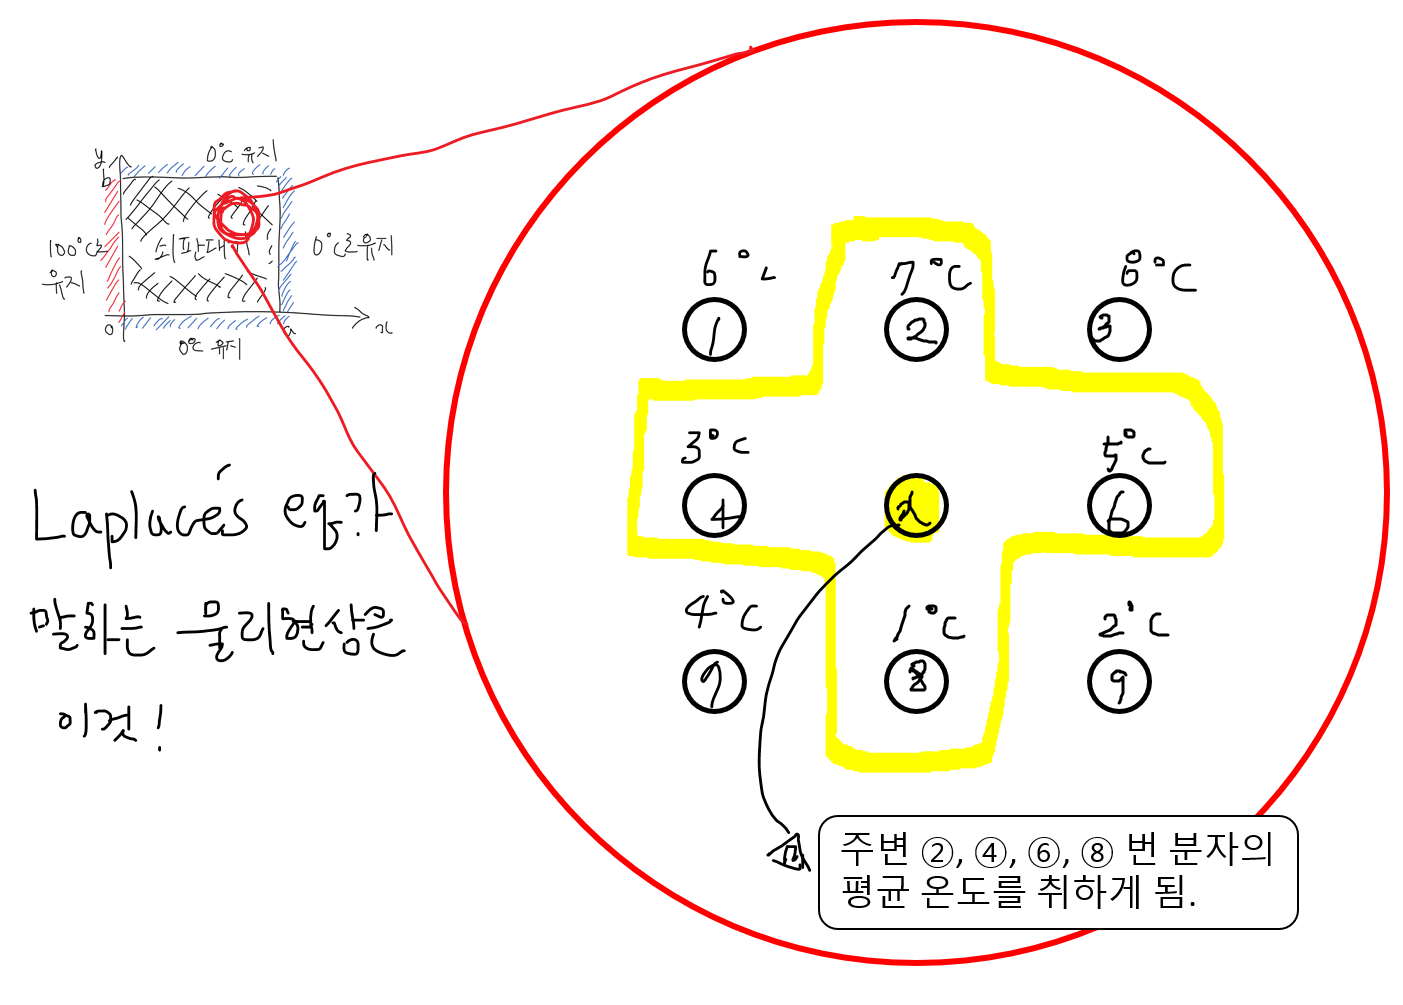 0℃ 유지
y
b
100℃로
유지
쇠판대기
0℃로유지
0
a
x
0℃ 유지
Laplace's eq.가
말하는 물리현상은
이것!
7℃
8℃
① ② ③
3℃
5℃
④ ⑥
4℃
1℃
2℃
⑦ ⑧ ⑨
주변 ②, ④, ⑥, ⑧ 번 분자의
평균 온도를 취하게 됨.